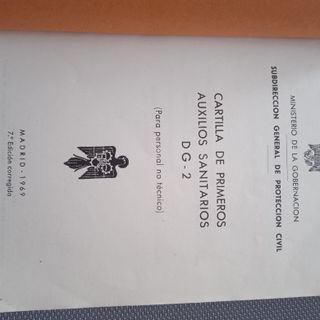 MINISTERIO DE LA GOBERNACION
SUBDIRECCION GENERAL DE PROTECCION CIVIL
CARTILLA DE PRIMEROS
AUXILIOS SANITARIOS
DG-2
(Para personal no técnico)
MADRID - 1969
7.ª Edición corregida